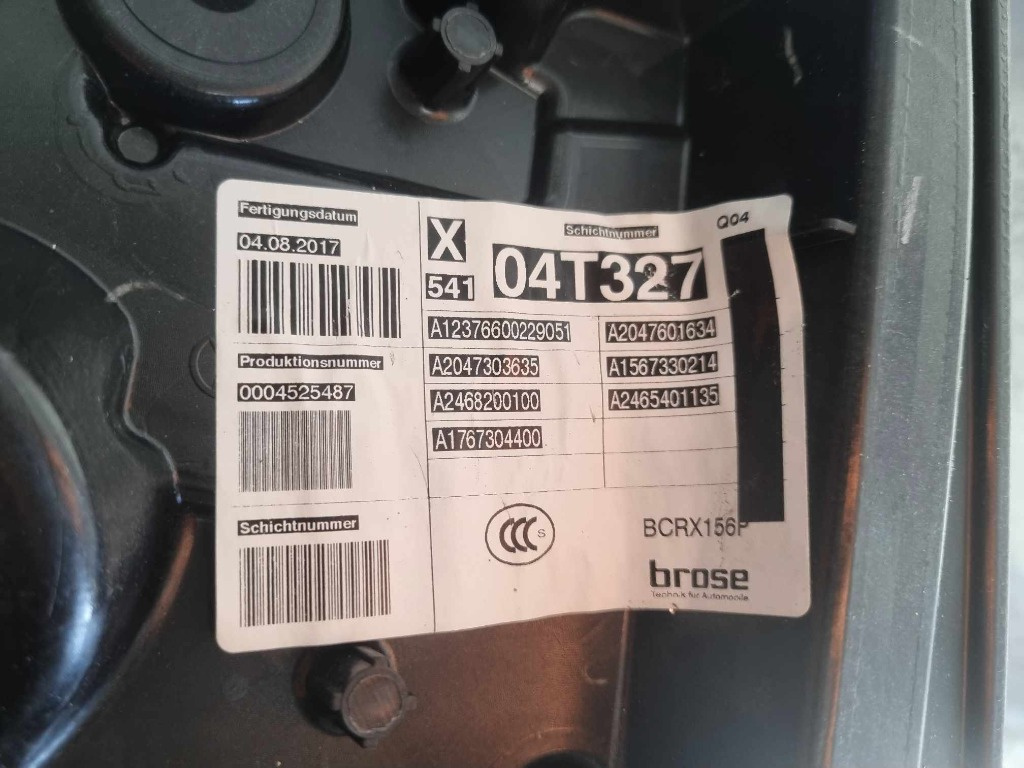 Fertigungsdatum
04.08.2017
Produktionsnummer
0004525487
Schichtnummer
X
541
Schichtnummer
04T327
Q04
A12376600229051
A2047601634
A2047303635
A1567330214
A2468200100
A2465401135
A1767304400
CCC S
BCRX156P
brose
Technik für Automobile